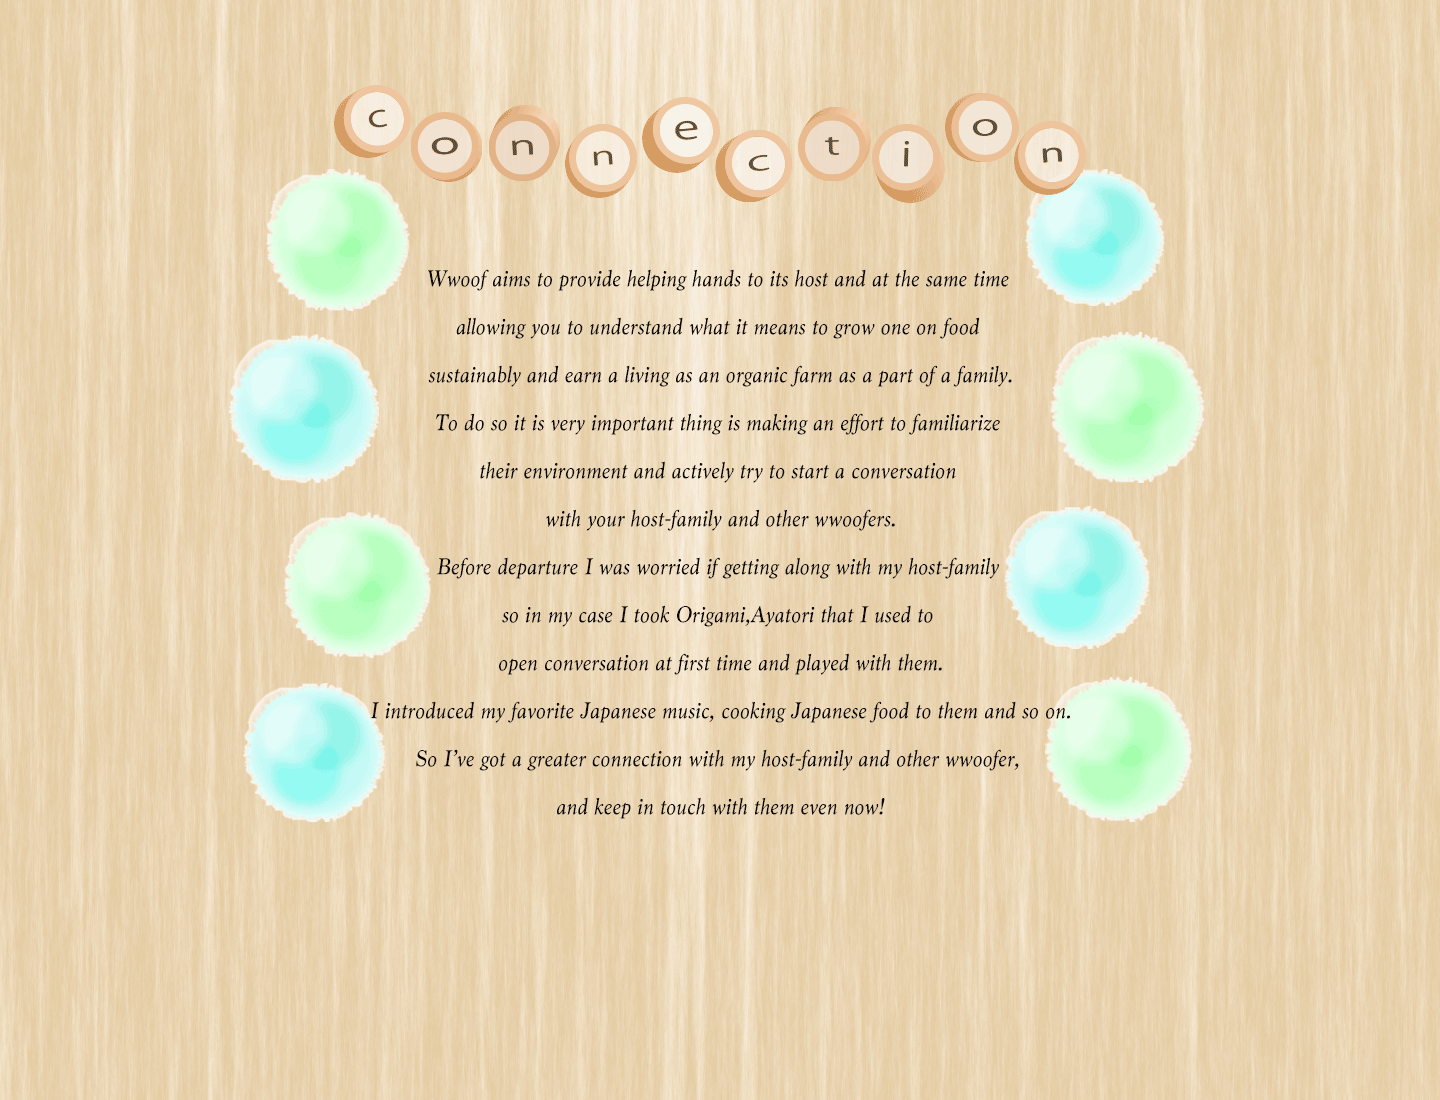 connection
Wwoof aims to provide helping hands to its host and at the same time
allowing you to understand what it means to grow one on food
sustainably and earn a living as an organic farm as a part of a family.
To do so it is very important thing is making an effort to familiarize
their environment and actively try to start a conversation
with your host-family and other wwoofers.
Before departure I was worried if getting along with my host-family
so in my case I took Origami,Ayatori that I used to
open conversation at first time and played with them.
I introduced my favorite Japanese music, cooking Japanese food to them and so on.
So I’ve got a greater connection with my host-family and other wwoofer,
and keep in touch with them even now!